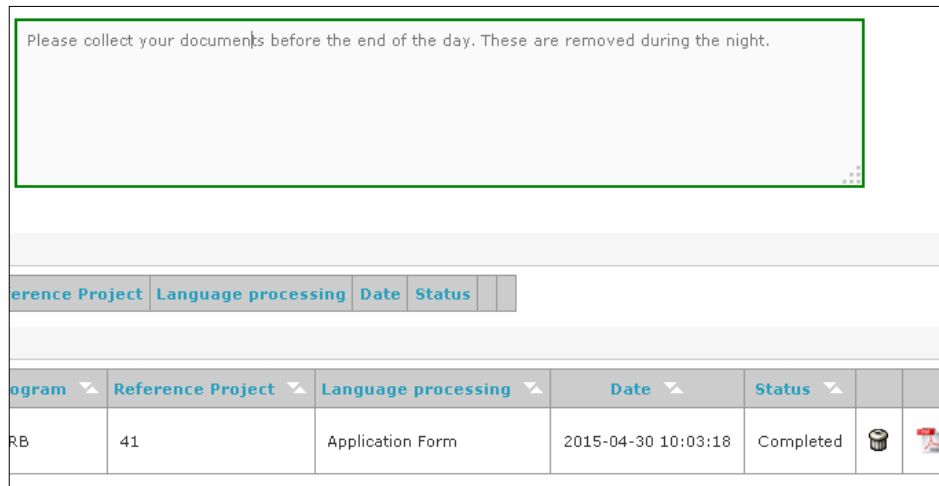 Please collect your documents before the end of the day. These are removed during the night.
erence Project Language processing Date Status
ogram Reference Project Language processing Date Status
RB 41 Application Form 2015-04-30 10:03:18 Completed